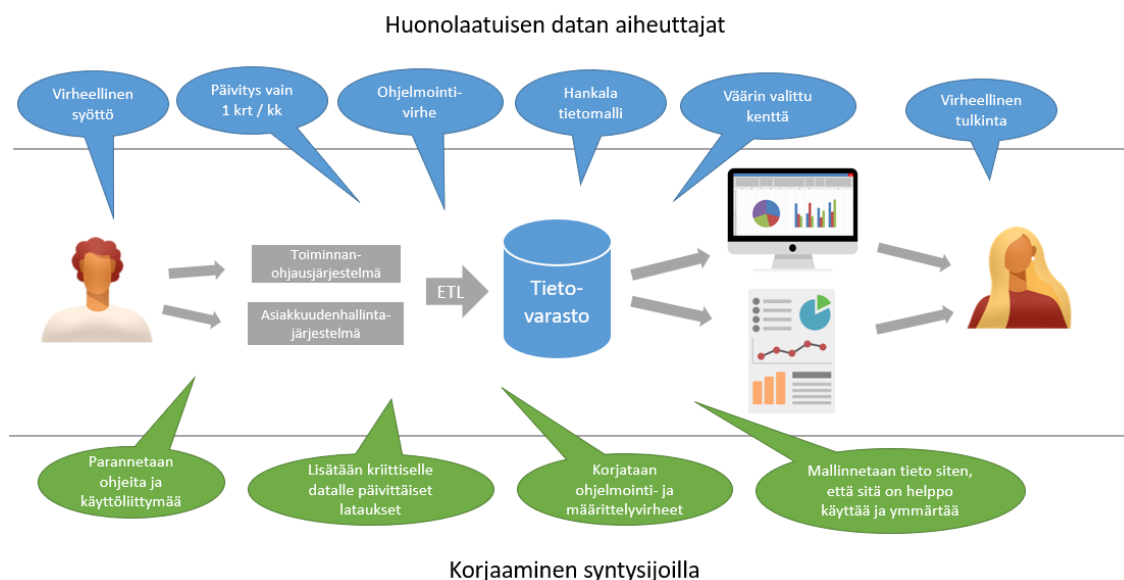 Huonolaatuisen datan aiheuttajat
Virheellinen
syöttö
Päivitys vain
1 krt / kk
Ohjelmointi-
virhe
Hankala
tietomalli
Väärin valittu
kenttä
Virheellinen
tulkinta
Toiminnan-
ohjausjärjestelmä
Asiakkuudenhallinta-
järjestelmä
ETL
Tieto-
varasto
Parannetaan
ohjeita ja
käyttöliittymää
Lisätään kriittiselle
datalle päivittäiset
lataukset
Korjataan
ohjelmointi- ja
määrittelyvirheet
Mallinnetaan tieto siten,
että sitä on helppo
käyttää ja ymmärtää
Korjaaminen syntysijoilla